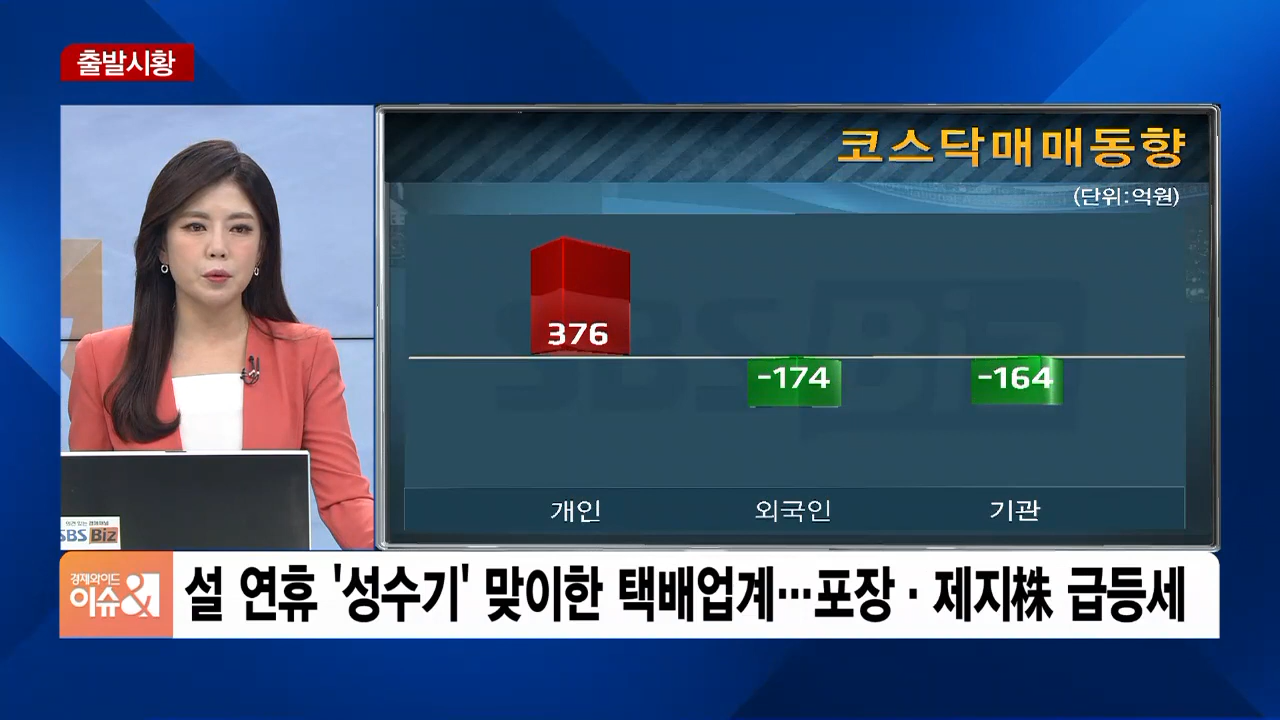 출발시황
코스닥매매동향
(단위:억원)
376
-174
-164
SBS Biz
개인
외국인
기관
SBS Biz
경제와이드
이슈&
설 연휴 '성수기' 맞이한 택배업계…포장·제지株 급등세